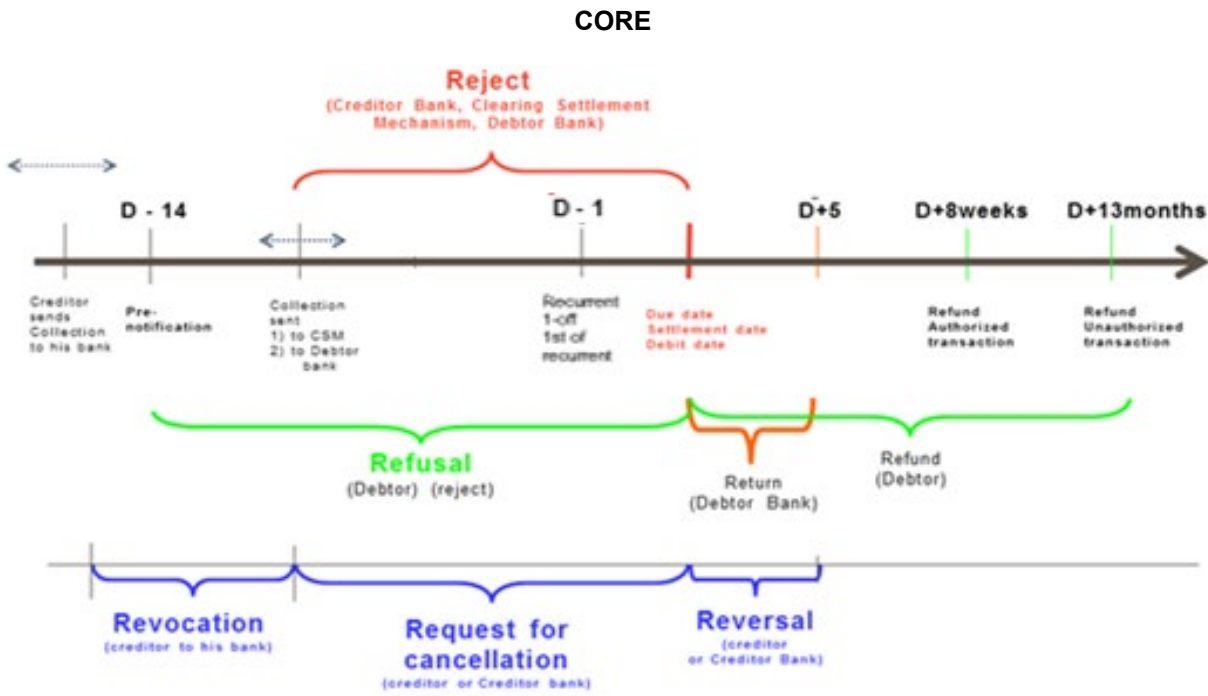 CORE
Reject
(Creditor Bank, Clearing Settlement
Mechanism, Debtor Bank)
D - 14
D - 1
D+5
D+8weeks
D+13months
Creditor
sends
Collection
to his bank
Pre-
notification
Collection
sent
1) to CSM
2) to Debtor
bank
Recurrent
1-off
1st of
recurrent
Due date
Settlement date
Debit date
Refund
Authorized
transaction
Refund
Unauthorized
transaction
Refusal
(Debtor) (reject)
Return
(Debtor Bank)
Refund
(Debtor)
Revocation
(creditor to his bank)
Request for
cancellation
(creditor or Creditor bank)
Reversal
(creditor
or Creditor Bank)